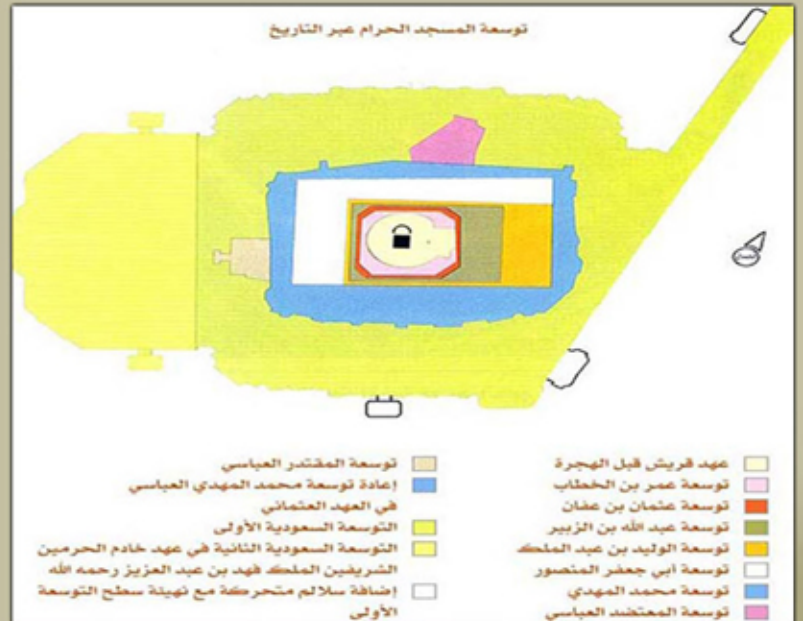 توسعة المسجد الحرام عبر التاريخ
عهد قريش قبل الهجرة
توسعة عمر بن الخطاب
توسعة عثمان بن عفان
توسعة عبد الله بن الزبير
توسعة الوليد بن عبد الملك
توسعة ابي جعفر المنصور
توسعة محمد المهدي
توسعة المعتضد العباسي
توسعة المقتدر العباسي
إعادة توسعة محمد المهدي العباسي
في العهد العثماني
التوسعة السعودية الأولى
التوسعة السعودية الثانية في عهد خادم الحرمين
الشريفين الملك فهد بن عبد العزيز رحمه الله
إضافة سلالم متحركة مع تهيئة سطح التوسعة
الأولى